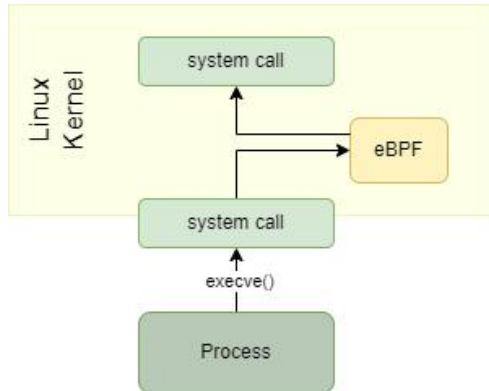 system call
Linux
Kernel
eBPF
system call
execve()
Process